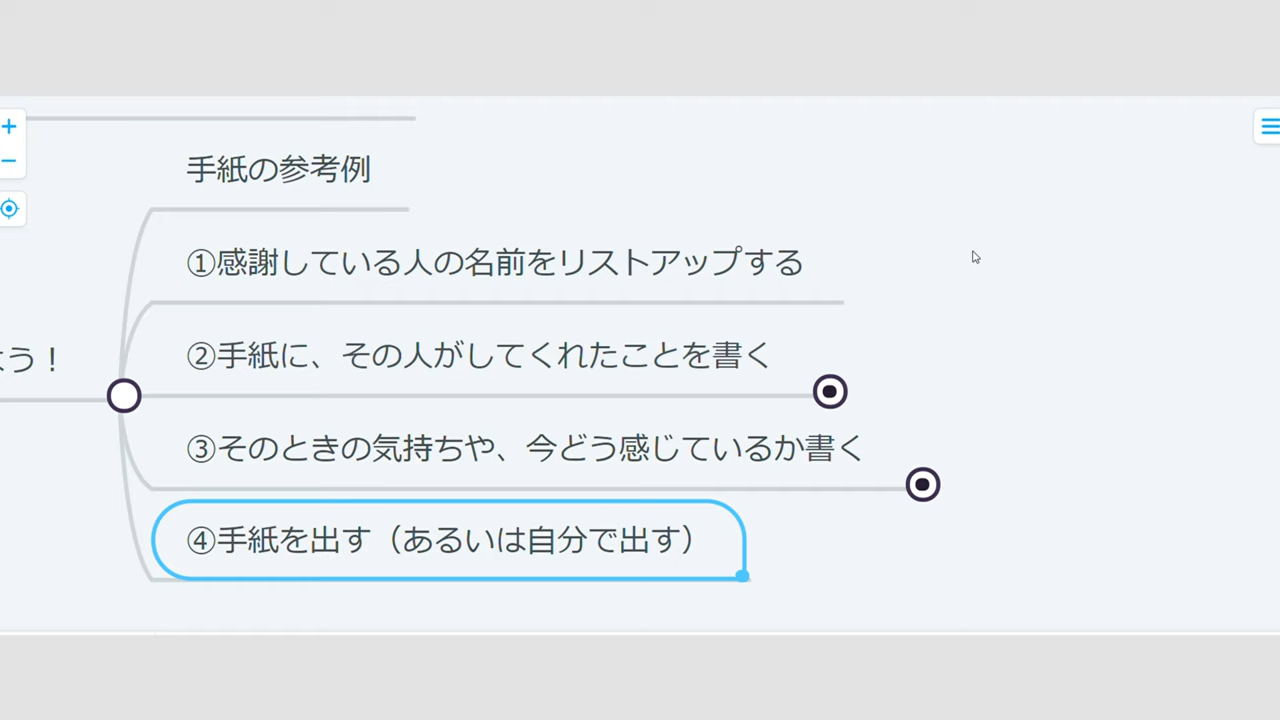 手紙の参考例
①感謝している人の名前をリストアップする
よう！
②手紙に、その人がしてくれたことを書く
③そのときの気持ちや、今どう感じているか書く
④手紙を出す（あるいは自分で出す）